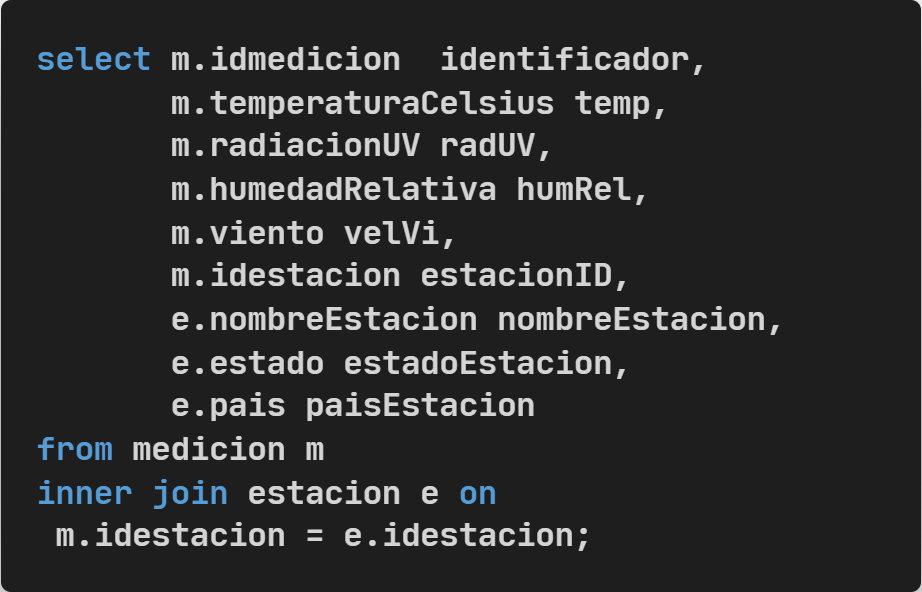 select m.idmedicion  identificador,
       m.temperaturaCelsius temp,
       m.radiacionUV radUV,
       m.humedadRelativa humRel,
       m.viento velVi,
       m.idestacion estacionID,
       e.nombreEstacion nombreEstacion,
       e.estado estadoEstacion,
       e.pais paisEstacion
from medicion m
inner join estacion e on
 m.idestacion = e.idestacion;